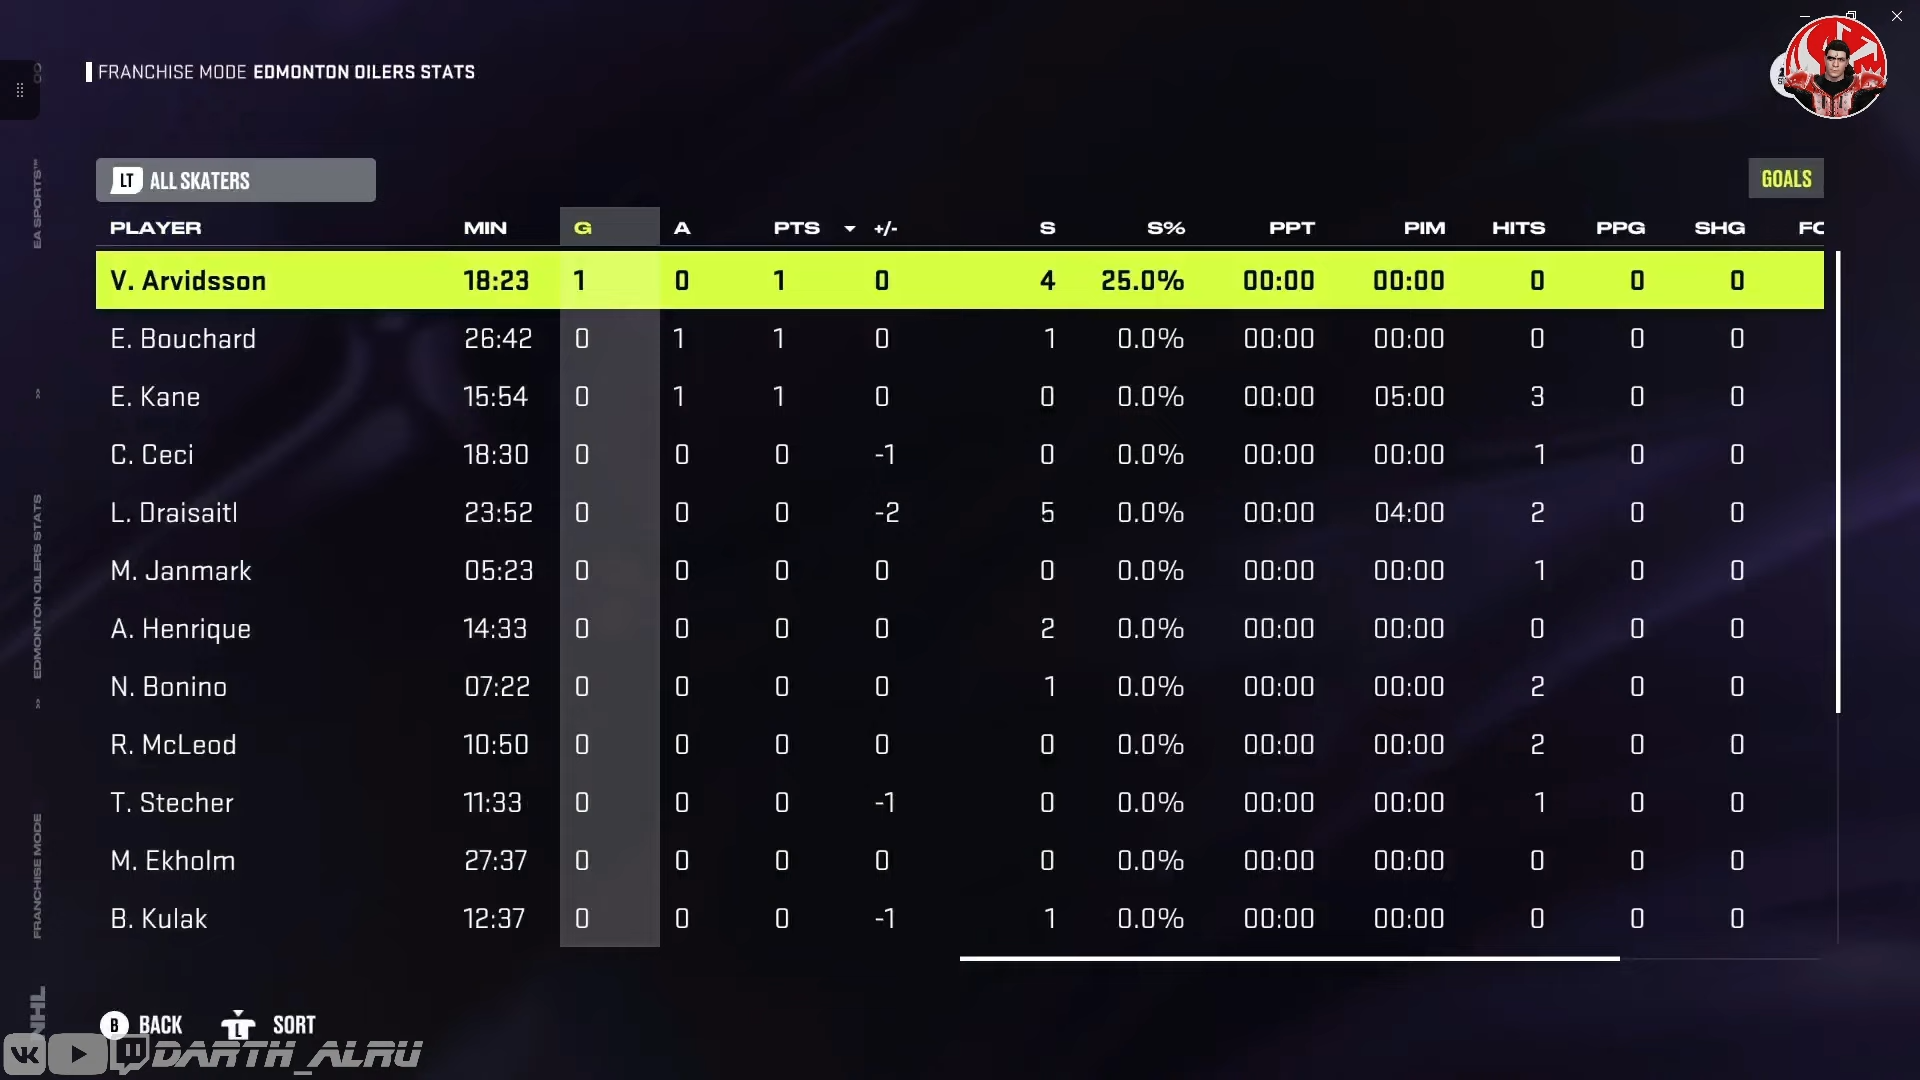 FRANCHISE MODE EDMONTON OILERS STATS
LT ALL SKATERS
GOALS
PLAYER MIN G A PTS +/- S S% PPT PIM HITS PPG SHG
V. Arvidsson 18:23 1 0 1 0 4 25.0% 00:00 00:00 0 0 0
E. Bouchard 26:42 0 1 1 0 1 0.0% 00:00 00:00 0 0 0
E. Kane 15:54 0 1 1 0 0 0.0% 00:00 05:00 3 0 0
C. Ceci 18:30 0 0 0 -1 0 0.0% 00:00 00:00 1 0 0
L. Draisaitl 23:52 0 0 0 -2 5 0.0% 00:00 04:00 2 0 0
M. Janmark 05:23 0 0 0 0 0 0.0% 00:00 00:00 1 0 0
A. Henrique 14:33 0 0 0 0 2 0.0% 00:00 00:00 0 0 0
N. Bonino 07:22 0 0 0 0 1 0.0% 00:00 00:00 2 0 0
R. McLeod 10:50 0 0 0 0 0 0.0% 00:00 00:00 2 0 0
T. Stecher 11:33 0 0 0 -1 0 0.0% 00:00 00:00 1 0 0
M. Ekholm 27:37 0 0 0 0 0 0.0% 00:00 00:00 0 0 0
B. Kulak 12:37 0 0 0 -1 1 0.0% 00:00 00:00 0 0 0
B BACK L SORT
DARTH_ALRU
NHL FRANCHISE MODE EDMONTON OILERS STATS EA SPORTS™